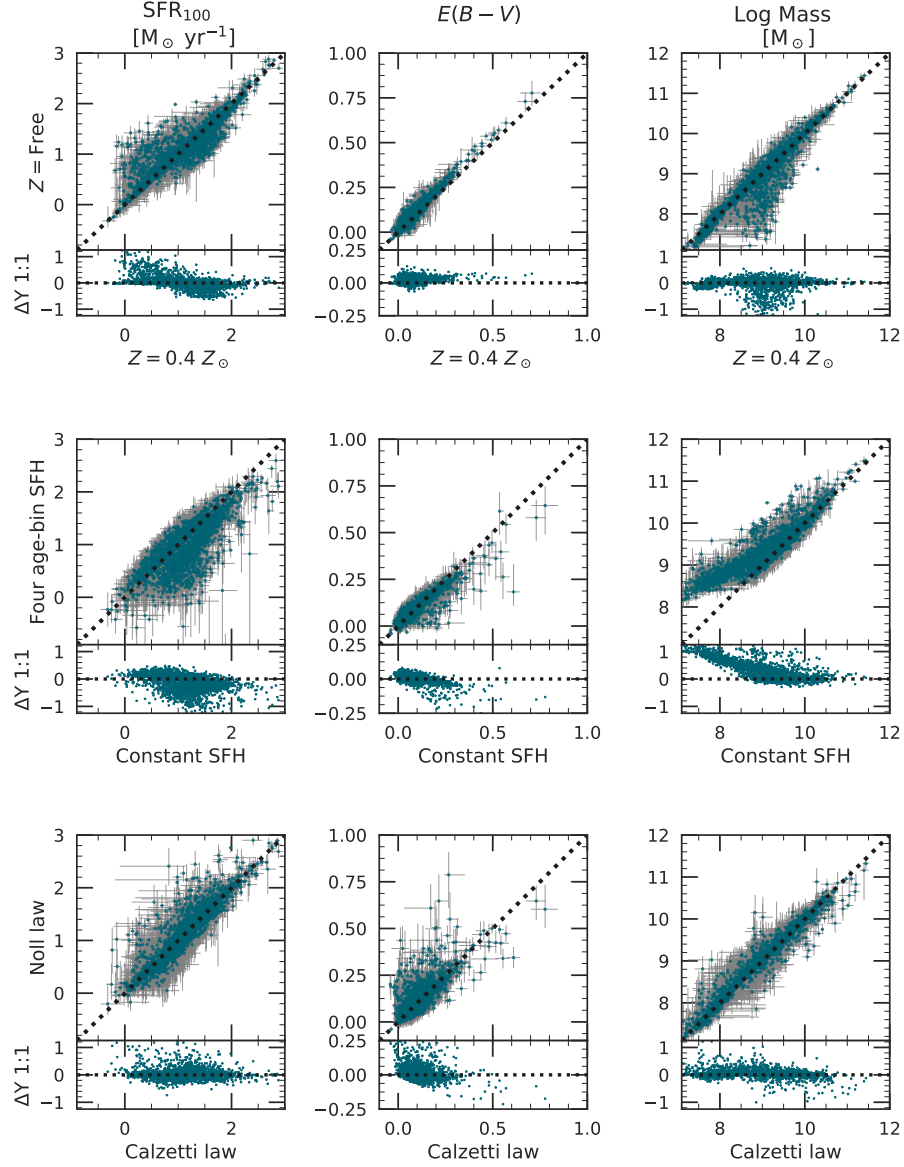 SFR₁₀₀
[M⊙ yr⁻¹]
E(B − V)
Log Mass
[M⊙]
Z = Free
3
2
1
0
1.00
0.75
0.50
0.25
0.00
12
11
10
9
8
ΔY 1:1
1
0
−1
0.25
0.00
−0.25
1
0
−1
0 2
0.0 0.5 1.0
8 10 12
Z = 0.4 Z⊙
Z = 0.4 Z⊙
Z = 0.4 Z⊙
Four age-bin SFH
3
2
1
0
1.00
0.75
0.50
0.25
0.00
12
11
10
9
8
ΔY 1:1
1
0
−1
0.25
0.00
−0.25
1
0
−1
0 2
0.0 0.5 1.0
8 10 12
Constant SFH
Constant SFH
Constant SFH
Noll law
3
2
1
0
1.00
0.75
0.50
0.25
0.00
12
11
10
9
8
ΔY 1:1
1
0
−1
0.25
0.00
−0.25
1
0
−1
0 2
0.0 0.5 1.0
8 10 12
Calzetti law
Calzetti law
Calzetti law